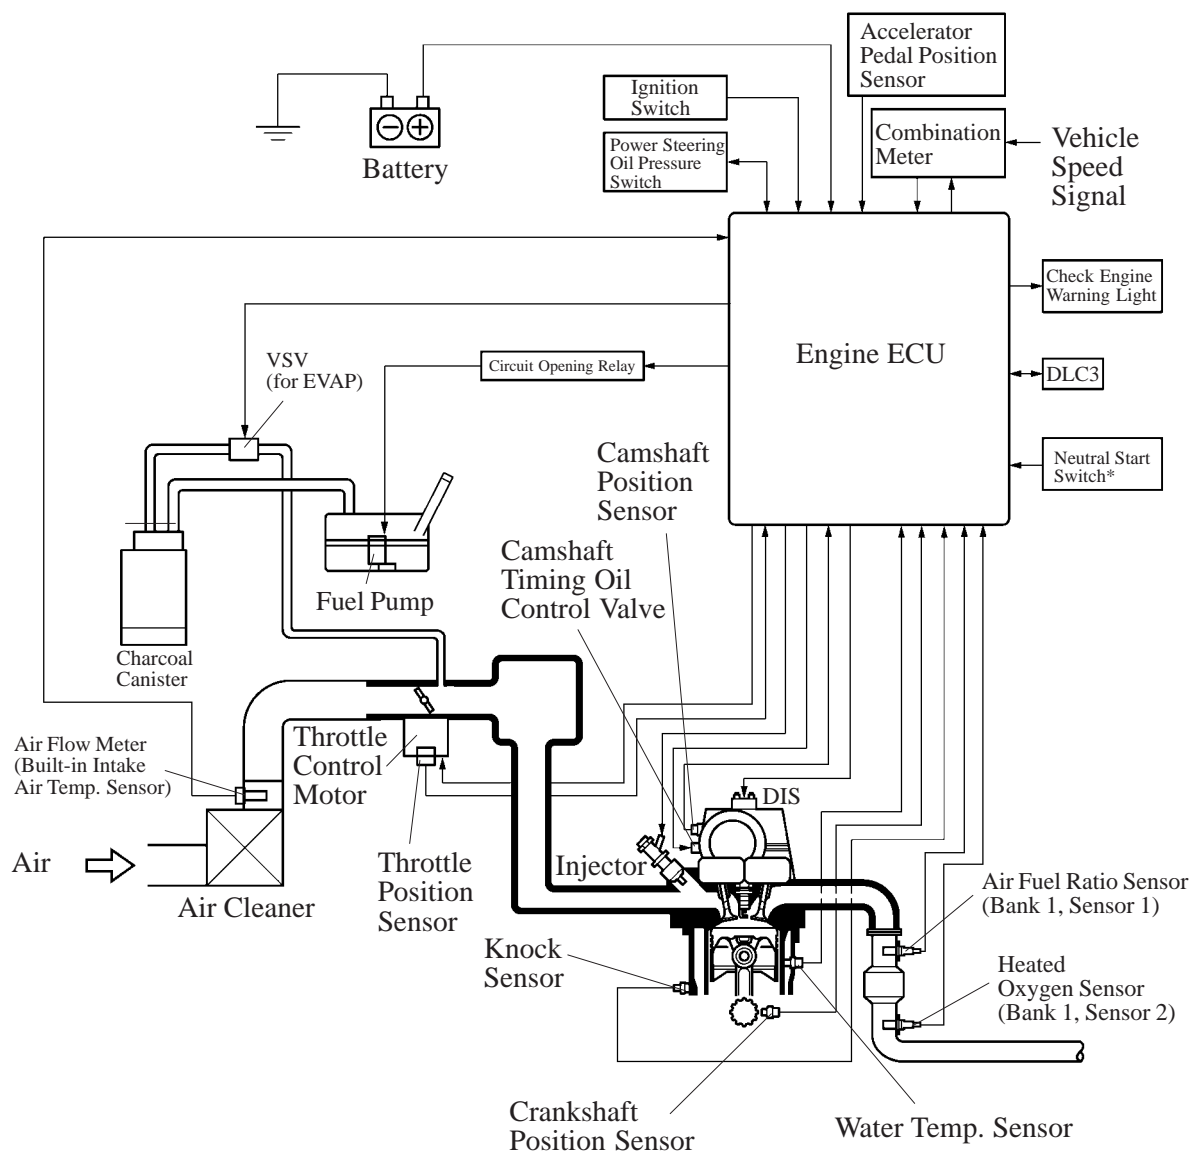 Accelerator
Pedal Position
Sensor
Ignition
Switch
Combination
Meter
Vehicle
Speed
Signal
Power Steering
Oil Pressure
Switch
Battery
Check Engine
Warning Light
Engine ECU
VSV
(for EVAP)
Circuit Opening Relay
DLC3
Camshaft
Position
Sensor
Neutral Start
Switch*
Camshaft
Timing Oil
Control Valve
Fuel Pump
Charcoal
Canister
Air Flow Meter
(Built-in Intake
Air Temp. Sensor)
Throttle
Control
Motor
DIS
Air
Injector
Throttle
Position
Sensor
Air Cleaner
Air Fuel Ratio Sensor
(Bank 1, Sensor 1)
Knock
Sensor
Heated
Oxygen Sensor
(Bank 1, Sensor 2)
Crankshaft
Position Sensor
Water Temp. Sensor